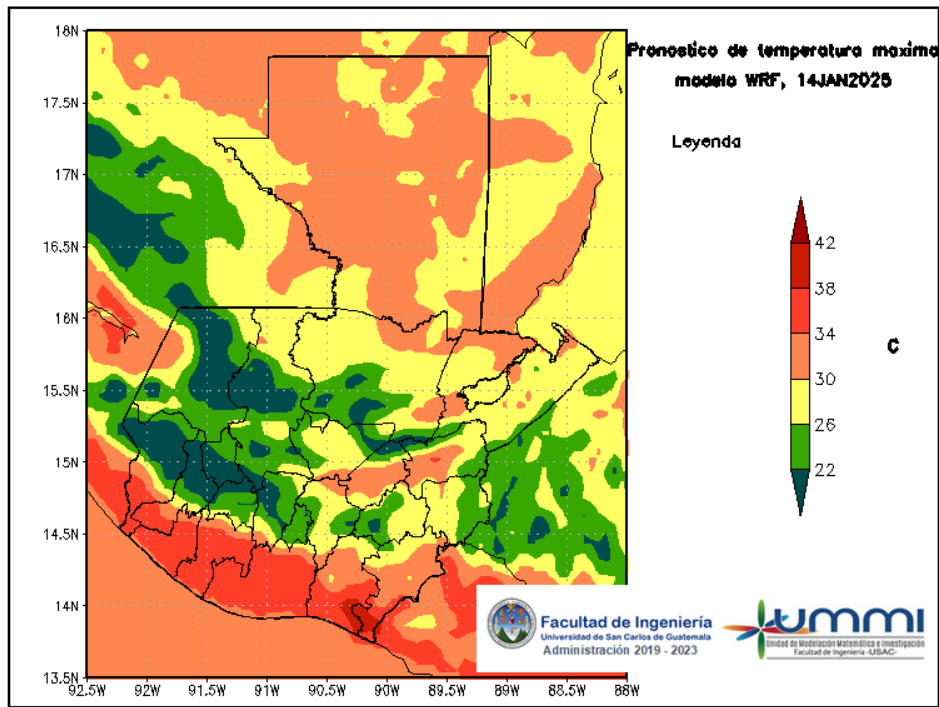 Pronostico de temperatura maxima
modelo WRF, 14JAN2025
Leyenda
18N
17.5N
17N
16.5N
16N
15.5N
15N
14.5N
14N
13.5N
92.5W
92W
91.5W
91W
90.5W
90W
89.5W
89W
88.5W
88W
42
38
34
30
26
22
C
Facultad de Ingeniería
Universidad de San Carlos de Guatemala
Administración 2019 - 2023
ummi
Unidad de Modelación Matemática e Investigación
Facultad de Ingeniería -USAC-